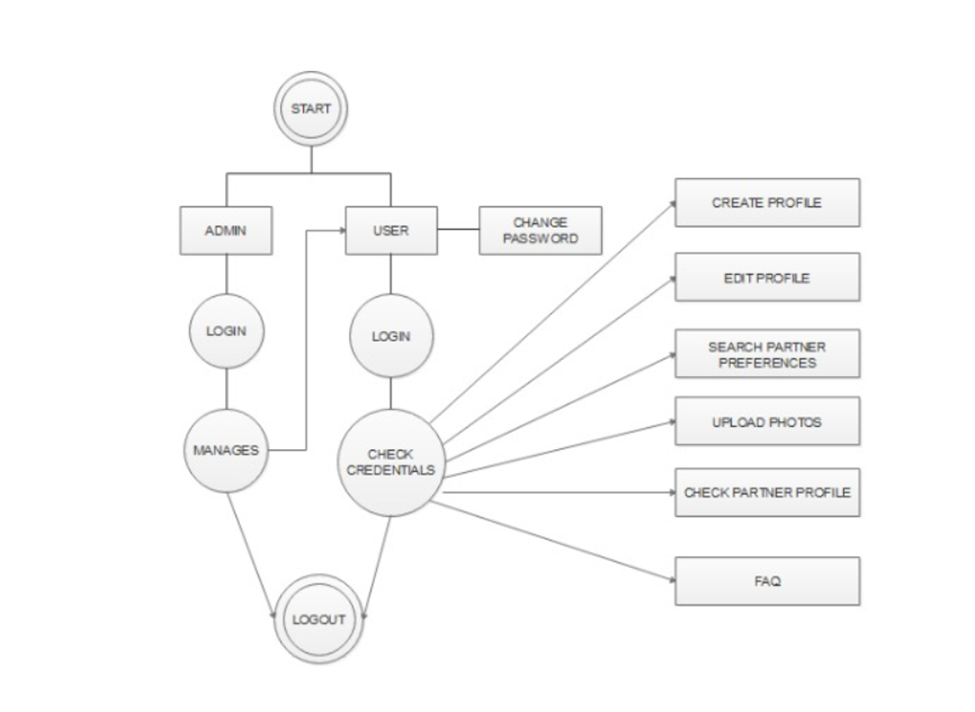 START
ADMIN
USER
CHANGE
PASSWORD
CREATE PROFILE
EDIT PROFILE
LOGIN
LOGIN
SEARCH PARTNER
PREFERENCES
UPLOAD PHOTOS
MANAGES
CHECK
CREDENTIALS
CHECK PARTNER PROFILE
FAQ
LOGOUT